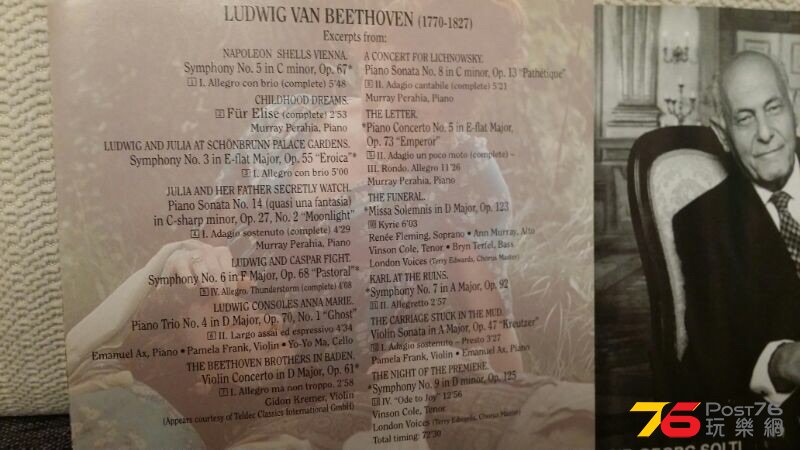 LUDWIG VAN BEETHOVEN (1770-1827)
Excerpts from:
NAPOLEON SHELLS VIENNA.
Symphony No. 5 in C minor, Op. 67*
1 I. Allegro con brio (complete) 5'48
CHILDHOOD DREAMS.
2 Für Elise (complete) 2'53
Murray Perahia, Piano
LUDWIG AND JULIA AT SCHÖNBRUNN PALACE GARDENS.
Symphony No. 3 in E-flat Major, Op. 55 "Eroica"*
3 I. Allegro con brio 5'00
JULIA AND HER FATHER SECRETLY WATCH.
Piano Sonata No. 14 (quasi una fantasia)
in C-sharp minor, Op. 27, No. 2 "Moonlight"
4 I. Adagio sostenuto (complete) 4'29
Murray Perahia, Piano
LUDWIG AND CASPAR FIGHT.
Symphony No. 6 in F Major, Op. 68 "Pastoral"*
5 IV. Allegro. Thunderstorm (complete) 4'08
LUDWIG CONSOLES ANNA MARIE.
Piano Trio No. 4 in D Major, Op. 70, No. 1 "Ghost"
6 II. Largo assai ed espressivo 4'34
Emanuel Ax, Piano • Pamela Frank, Violin • Yo-Yo Ma, Cello
THE BEETHOVEN BROTHERS IN BADEN.
Violin Concerto in D Major, Op. 61*
7 I. Allegro ma non troppo. 2'58
Gidon Kremer, Violin
(Appears courtesy of Teldec Classics International GmbH)
A CONCERT FOR LICHNOWSKY.
Piano Sonata No. 8 in C minor, Op. 13 "Pathétique"
8 II. Adagio cantabile (complete) 5'21
Murray Perahia, Piano
THE LETTER.
*Piano Concerto No. 5 in E-flat Major,
Op. 73 "Emperor"
9 II. Adagio un poco moto (complete) –
III. Rondo. Allegro 11'26
Murray Perahia, Piano
THE FUNERAL.
*Missa Solemnis in D Major, Op. 123
10 Kyrie 6'03
Renée Fleming, Soprano • Ann Murray, Alto
Vinson Cole, Tenor • Bryn Terfel, Bass
London Voices (Terry Edwards, Chorus Master)
KARL AT THE RUINS.
*Symphony No. 7 in A Major, Op. 92
11 II. Allegretto 2'57
THE CARRIAGE STUCK IN THE MUD.
Violin Sonata in A Major, Op. 47 "Kreutzer"
12 I. Adagio sostenuto – Presto 3'27
Pamela Frank, Violin • Emanuel Ax, Piano
THE NIGHT OF THE PREMIERE.
*Symphony No. 9 in D minor, Op. 125
13 IV. "Ode to Joy" 12'56
Vinson Cole, Tenor
London Voices (Terry Edwards, Chorus Master)
Total timing: 72'30
GEORG SOLTI
76 Post76
玩樂網